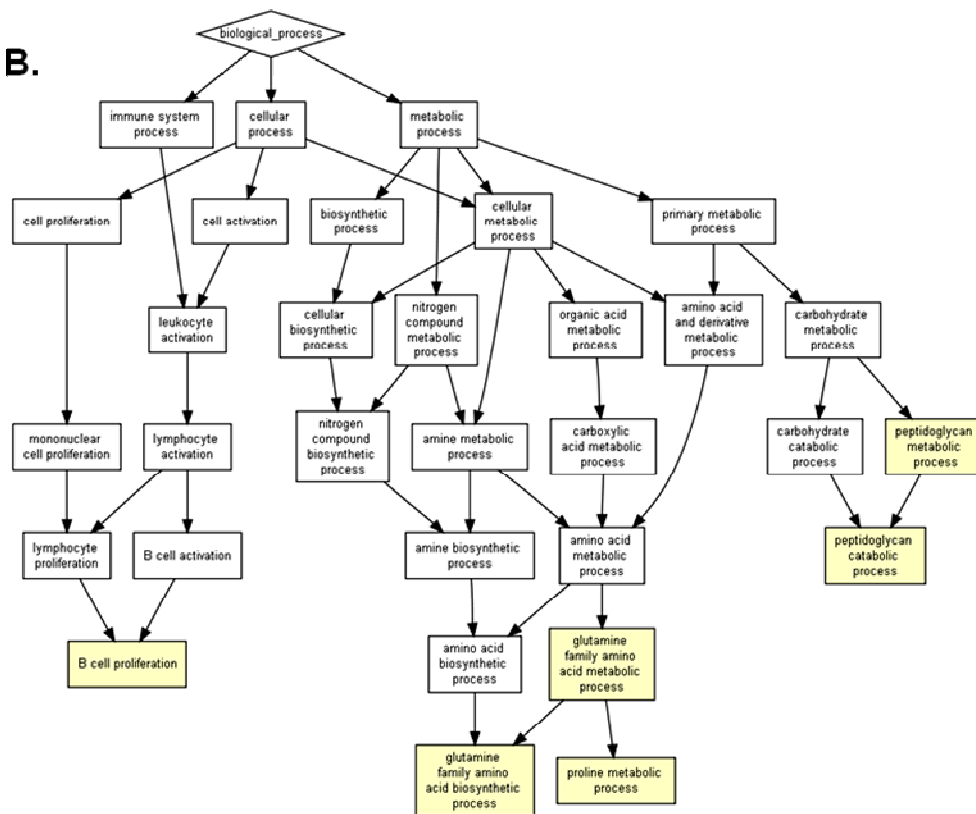 B.
biological_process
immune system
process
cellular
process
metabolic
process
cell proliferation
cell activation
biosynthetic
process
cellular
metabolic
process
primary metabolic
process
leukocyte
activation
cellular
biosynthetic
process
nitrogen
compound
metabolic
process
organic acid
metabolic
process
amino acid
and derivative
metabolic
process
carbohydrate
metabolic
process
mononuclear
cell proliferation
lymphocyte
activation
nitrogen
compound
biosynthetic
process
amine metabolic
process
carboxylic
acid metabolic
process
carbohydrate
catabolic
process
peptidoglycan
metabolic
process
lymphocyte
proliferation
B cell activation
amine biosynthetic
process
amino acid
metabolic
process
peptidoglycan
catabolic
process
B cell proliferation
amino acid
biosynthetic
process
glutamine
family amino
acid metabolic
process
glutamine
family amino
acid biosynthetic
process
proline metabolic
process